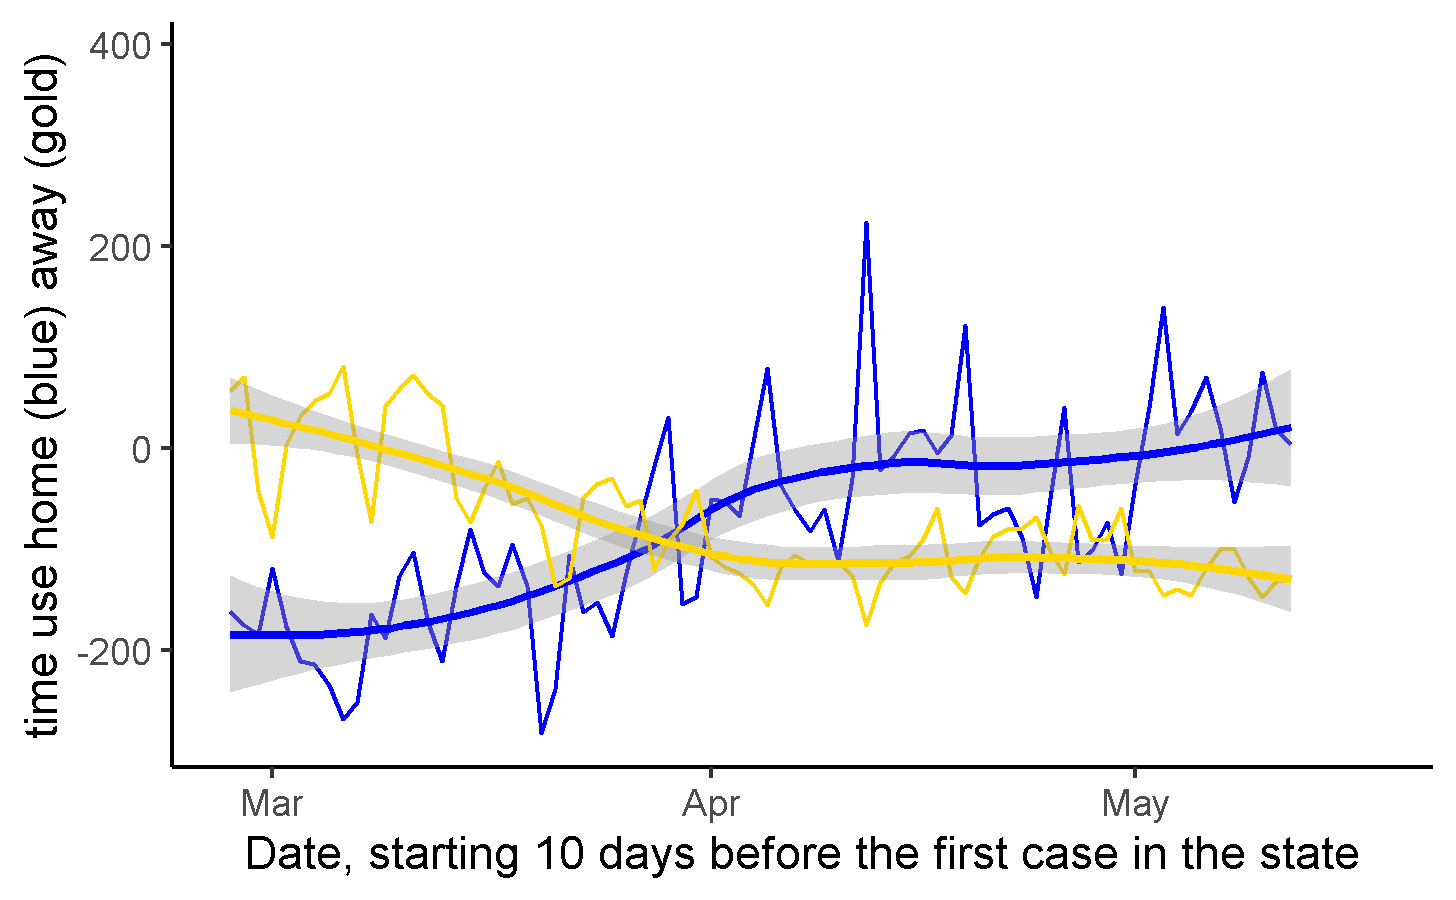 time use home (blue) away (gold)
400
200
0
-200
Mar
Apr
May
Date, starting 10 days before the first case in the state